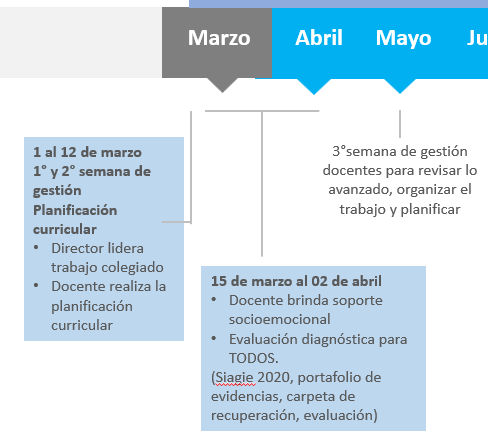 Marzo
Abril
Mayo
Ju
1 al 12 de marzo
1° y 2° semana de
gestión
Planificación
curricular
• Director lidera
trabajo colegiado
• Docente realiza la
planificación
curricular
3°semana de gestión
docentes para revisar lo
avanzado, organizar el
trabajo y planificar
15 de marzo al 02 de abril
• Docente brinda soporte
socioemocional
• Evaluación diagnóstica para
TODOS.
(Siagie 2020, portafolio de
evidencias, carpeta de
recuperación, evaluación)